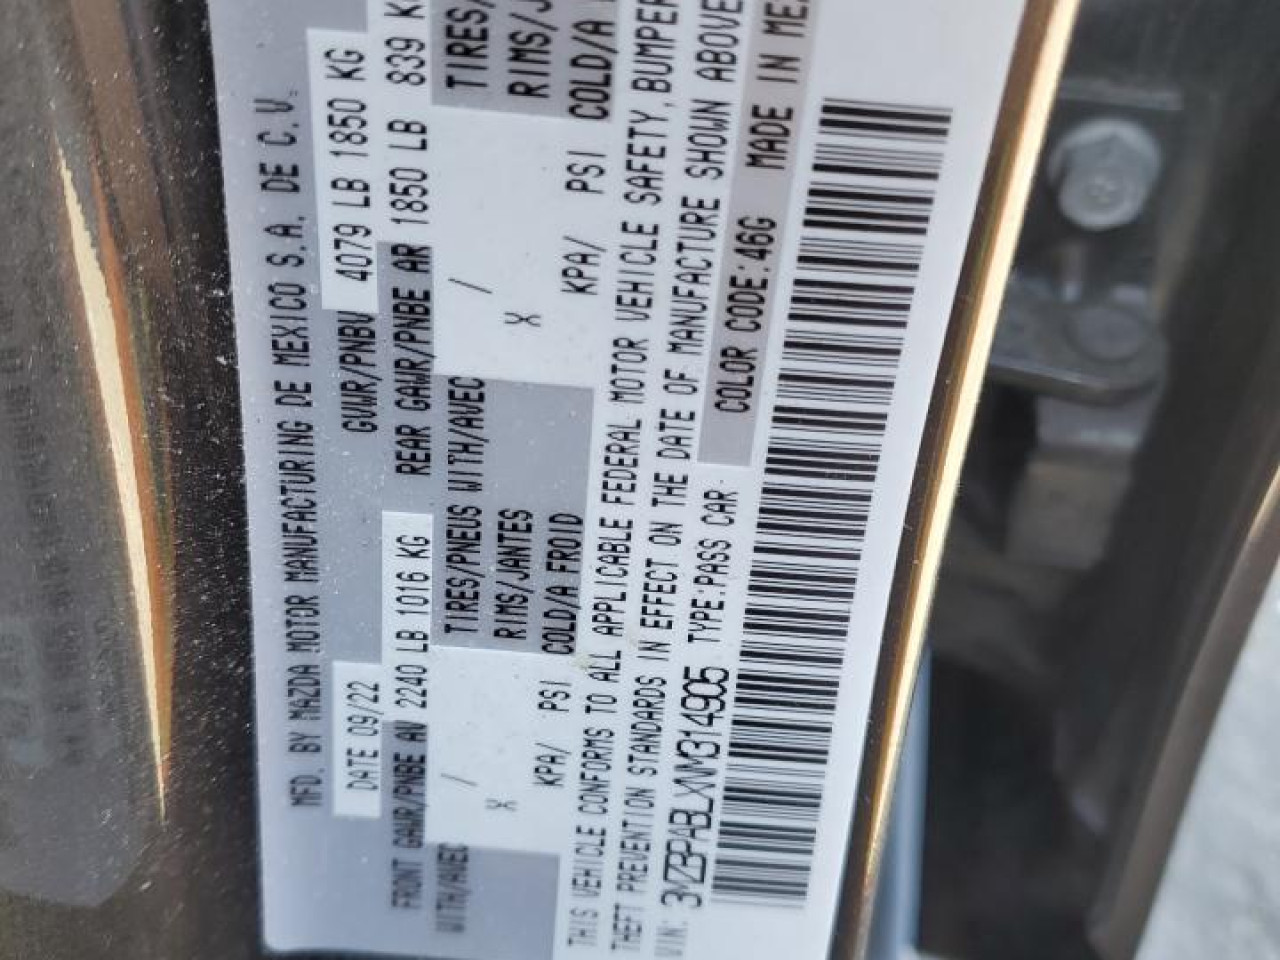 MFD. BY MAZDA MOTOR MANUFACTURING DE MEXICO S.A. DE C.V.
DATE 09/22 GVWR/PNBV 4079 LB 1850 KG
FRONT GAWR/PNBE AV 2240 LB 1016 KG REAR GAWR/PNBE AR 1850 LB 839
WITH/AVEC / TIRES/PNEUS WITH/AVEC / TIRES/
X RIMS/JANTES X RIMS/
KPA/ PSI COLD/A FROID KPA/ PSI COLD/A
THIS VEHICLE CONFORMS TO ALL APPLICABLE FEDERAL MOTOR VEHICLE SAFETY, BUMPER
THEFT PREVENTION STANDARDS IN EFFECT ON THE DATE OF MANUFACTURE SHOWN ABOVE
VIN: 3MZBPABLXNM314905 TYPE:PASS CAR COLOR CODE:46G MADE IN